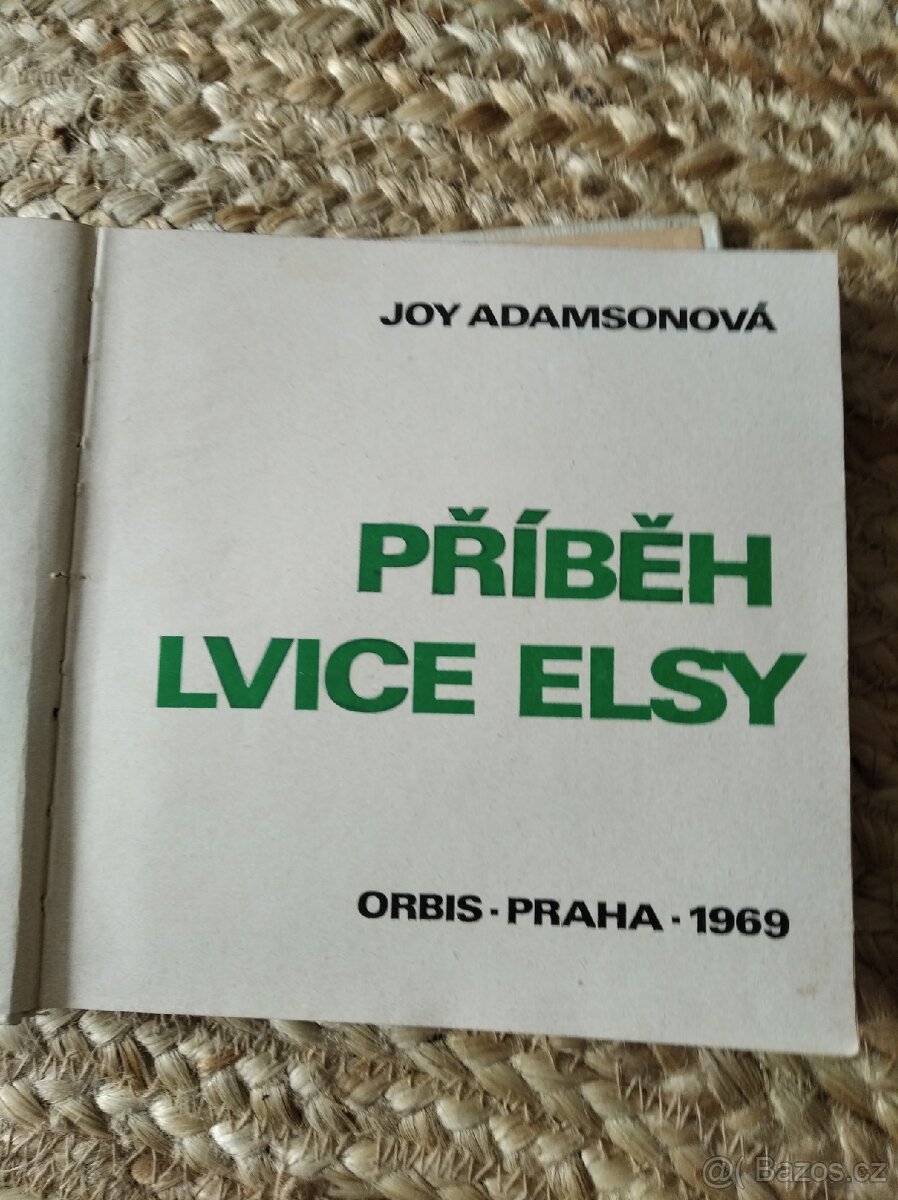 JOY ADAMSONOVÁ
PŘÍBĚH
LVICE ELSY
ORBIS · PRAHA · 1969
@ Bazos.cz